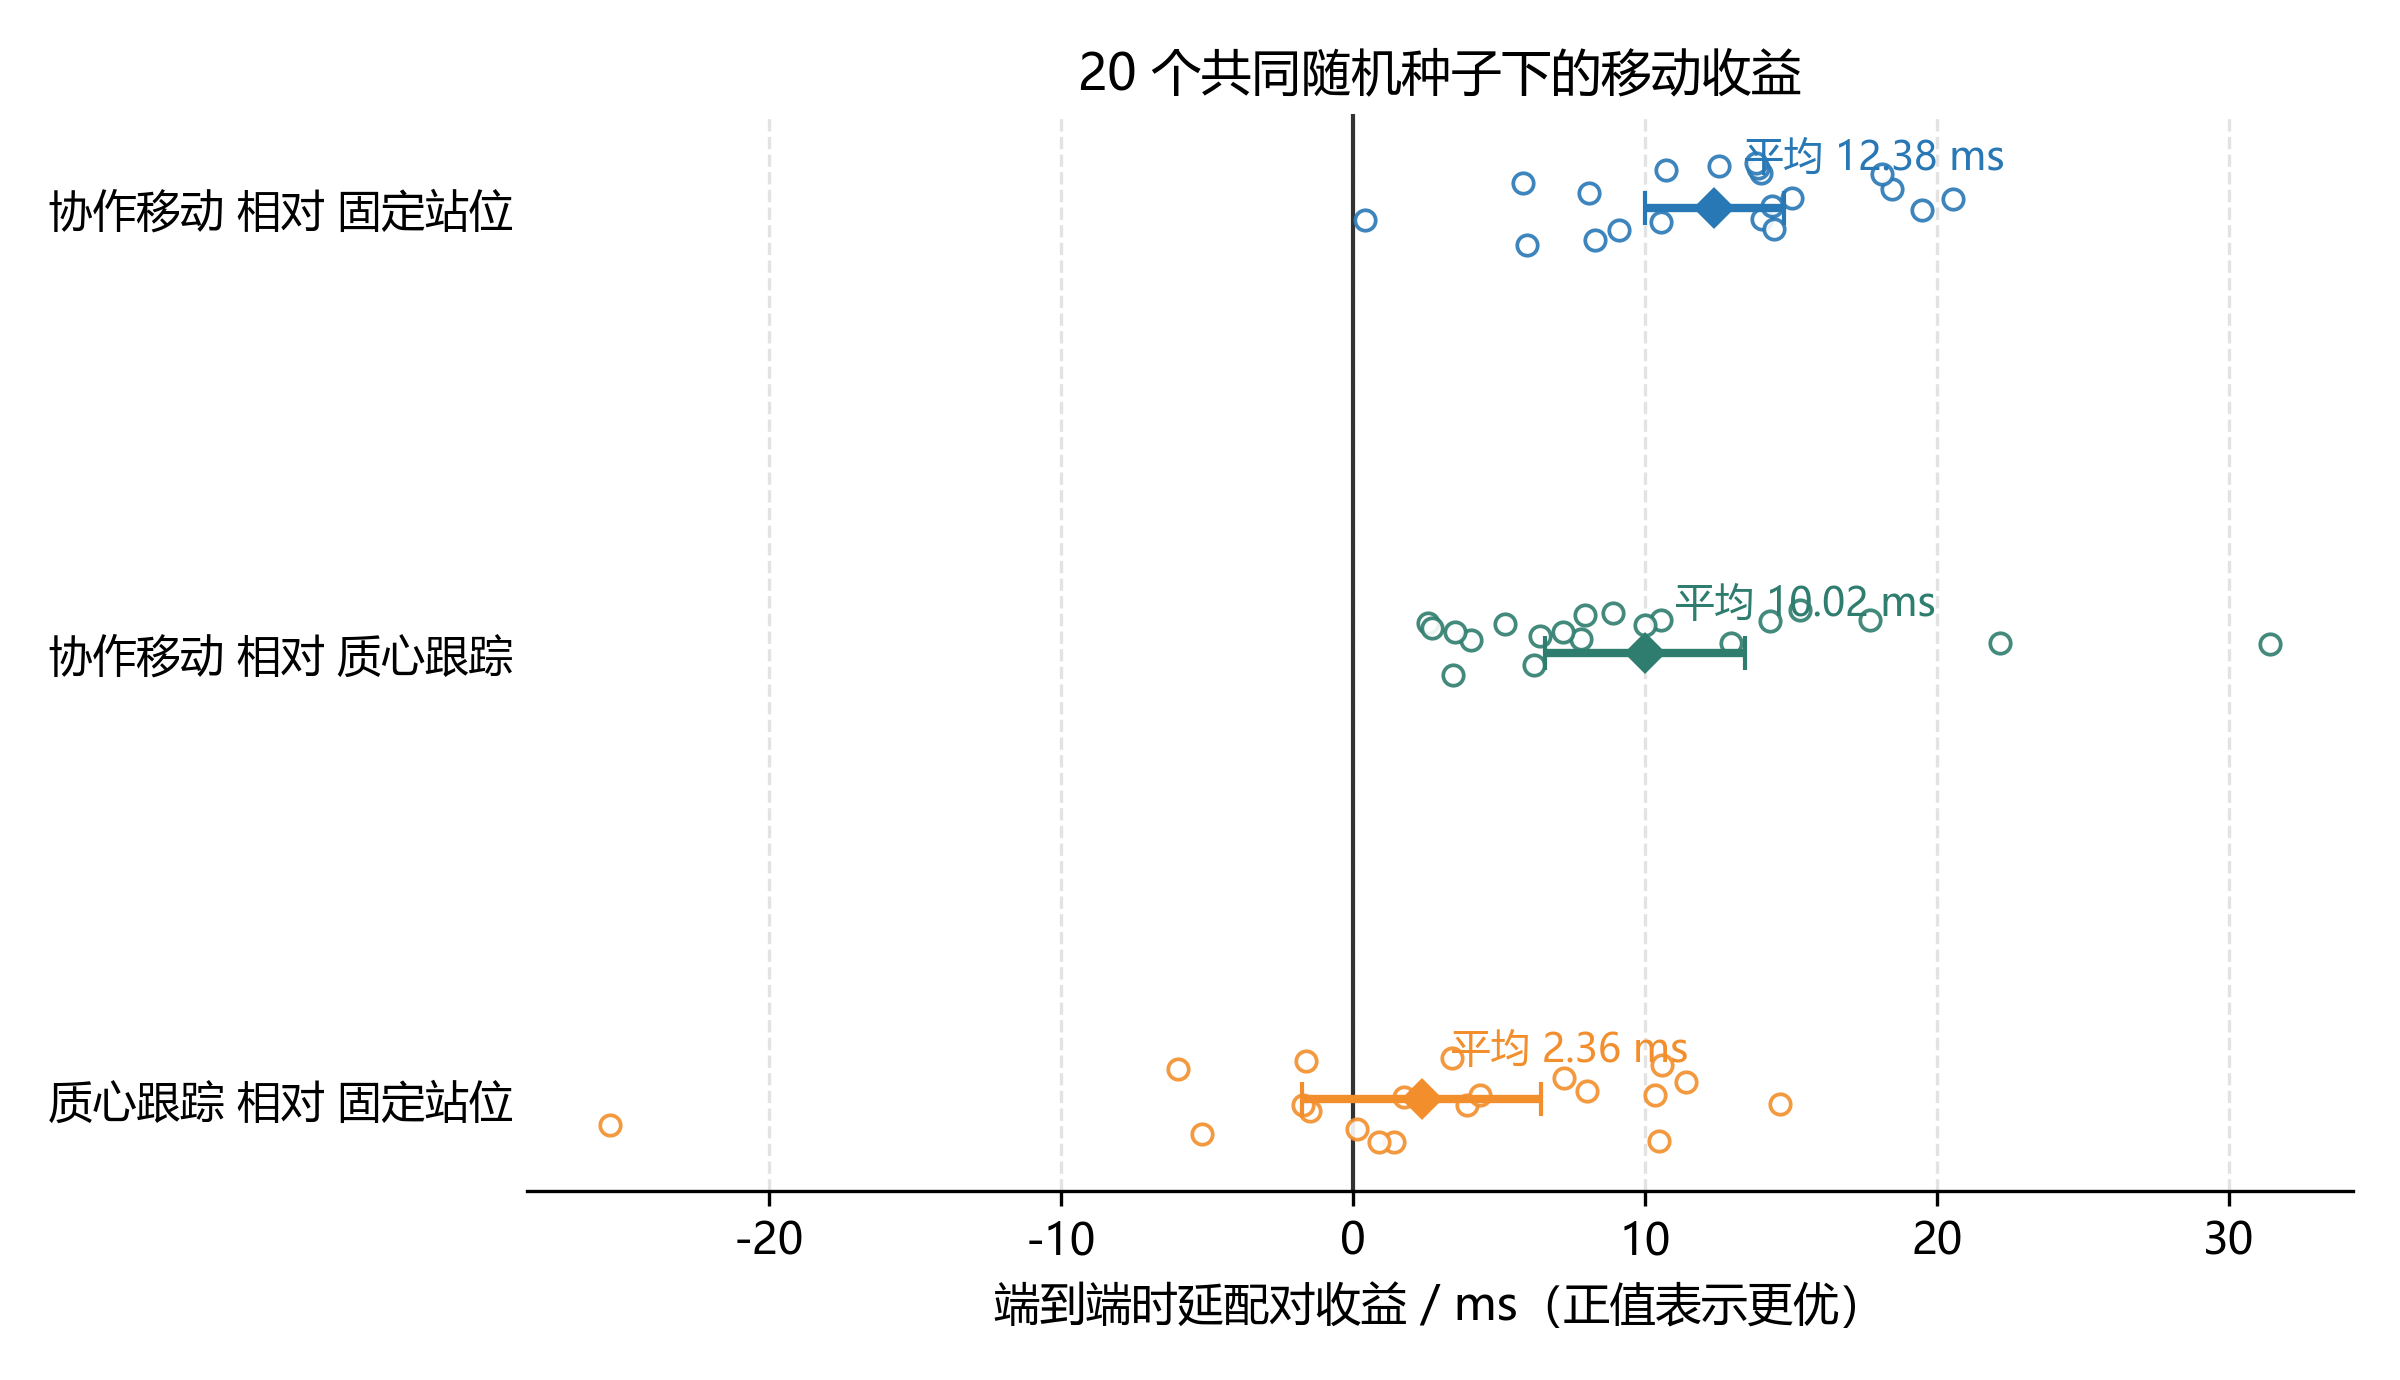 20 个共同随机种子下的移动收益
平均 12.38 ms
协作移动 相对 固定站位
平均 10.02 ms
协作移动 相对 质心跟踪
平均 2.36 ms
质心跟踪 相对 固定站位
-20 -10 0 10 20 30
端到端时延配对收益 / ms（正值表示更优）